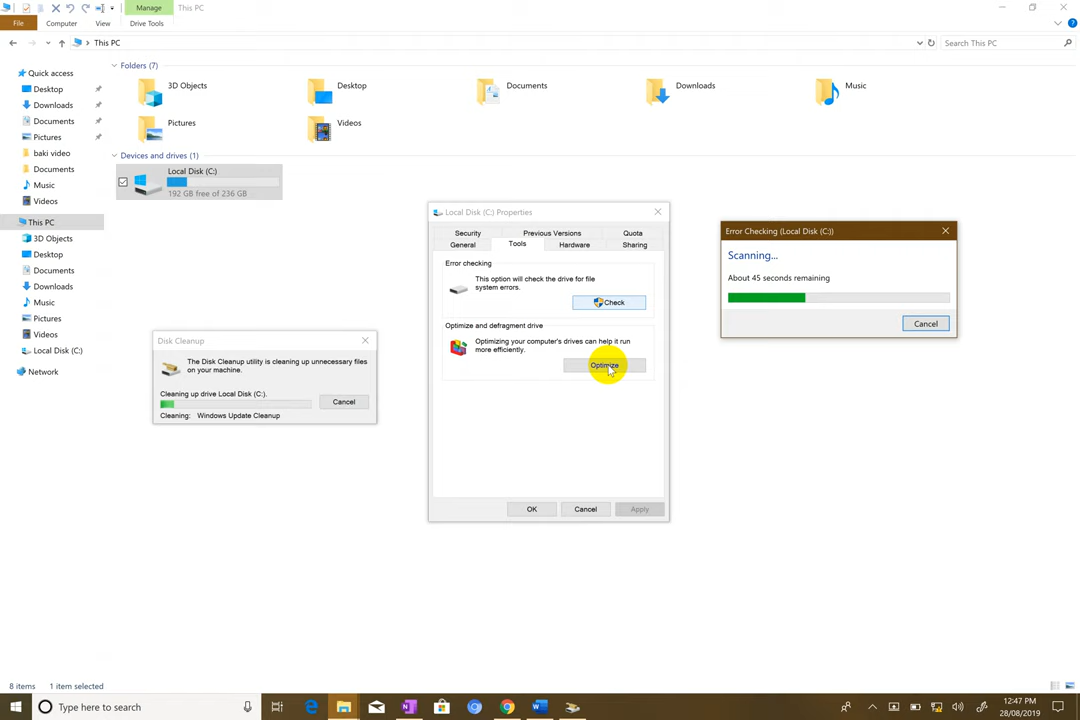 Manage
This PC
File
Computer
View
Drive Tools
This PC
Search This PC
Quick access
Desktop
Downloads
Documents
Pictures
baki video
Documents
Music
Videos
This PC
3D Objects
Desktop
Documents
Downloads
Music
Pictures
Videos
Local Disk (C:)
Network
Folders (7)
3D Objects
Desktop
Documents
Downloads
Music
Pictures
Videos
Devices and drives (1)
Local Disk (C:)
192 GB free of 236 GB
Disk Cleanup
The Disk Cleanup utility is cleaning up unnecessary files
on your machine.
Cleaning up drive Local Disk (C:).
Cancel
Cleaning: Windows Update Cleanup
Local Disk (C:) Properties
Security
Previous Versions
Quota
General
Tools
Hardware
Sharing
Error checking
This option will check the drive for file
system errors.
Check
Optimize and defragment drive
Optimizing your computer's drives can help it run
more efficiently.
Optimize
OK
Cancel
Apply
Error Checking (Local Disk (C:))
Scanning...
About 45 seconds remaining
Cancel
8 items
1 item selected
Type here to search
12:47 PM
28/08/2019